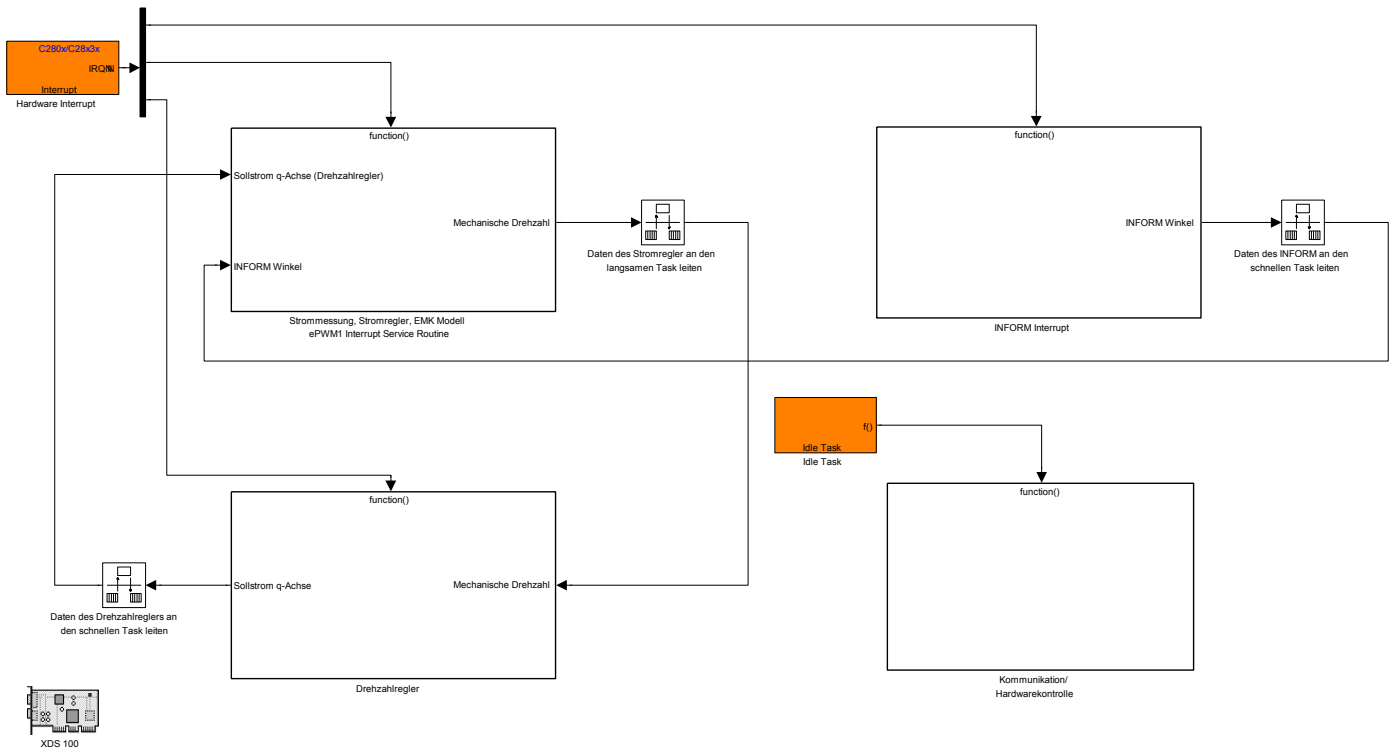 C280x/C28x3x
IRQN
Interrupt
Hardware Interrupt
function()
Sollstrom q-Achse (Drehzahlregler)
Mechanische Drehzahl
INFORM Winkel
Strommessung, Stromregler, EMK Modell
ePWM1 Interrupt Service Routine
Daten des Stromregler an den
langsamen Task leiten
function()
INFORM Winkel
INFORM Interrupt
Daten des INFORM an den
schnellen Task leiten
f()
Idle Task
Idle Task
function()
Sollstrom q-Achse
Mechanische Drehzahl
Drehzahlregler
Daten des Drehzahlreglers an
den schnellen Task leiten
function()
Kommunikation/
Hardwarekontrolle
XDS 100